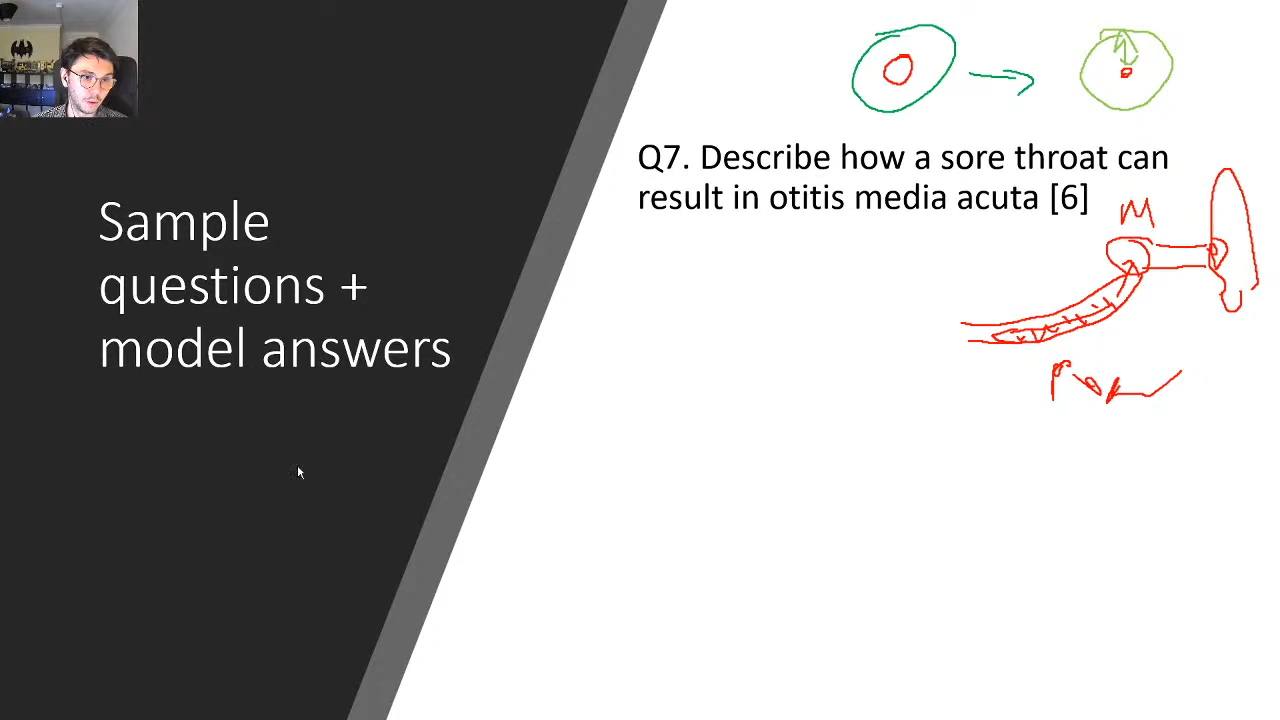 Sample
questions +
model answers
Q7. Describe how a sore throat can
result in otitis media acuta [6]
M